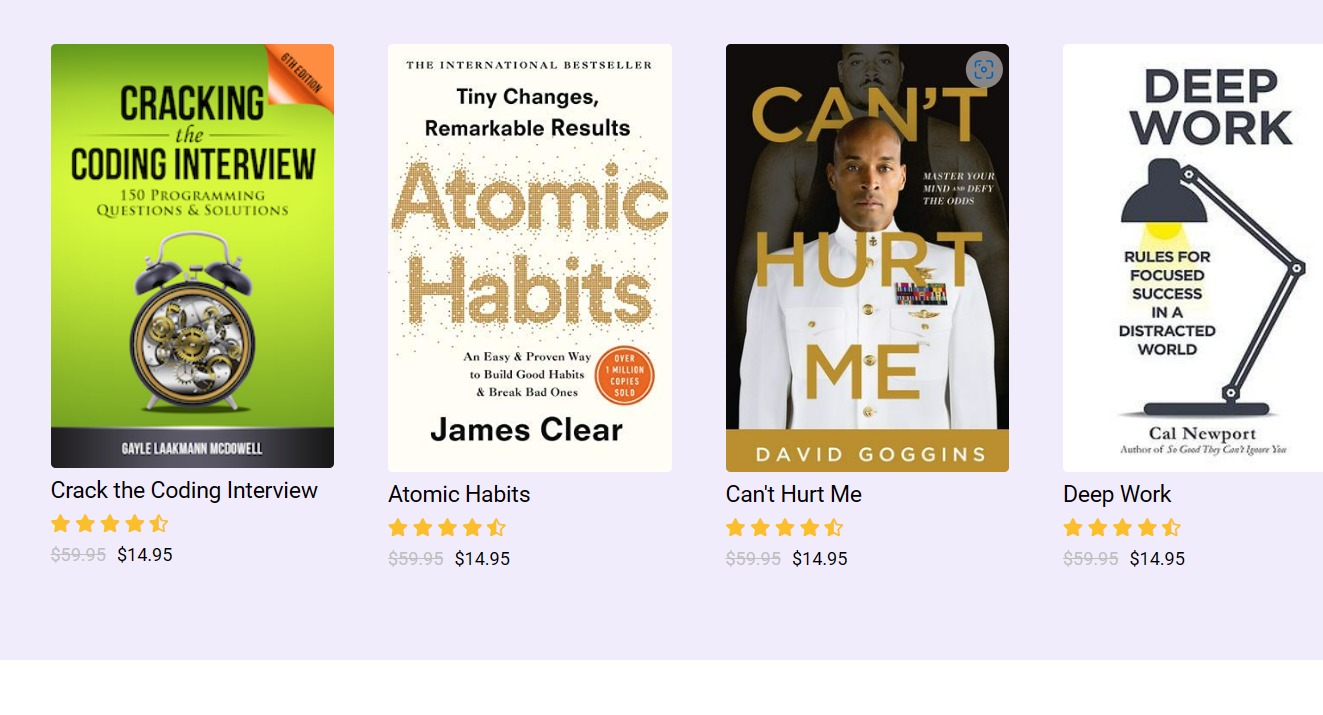 6TH EDITION
CRACKING
the
CODING INTERVIEW
150 PROGRAMMING
QUESTIONS & SOLUTIONS
GAYLE LAAKMANN MCDOWELL
Crack the Coding Interview
$59.95 $14.95
THE INTERNATIONAL BESTSELLER
Tiny Changes,
Remarkable Results
Atomic
Habits
An Easy & Proven Way
to Build Good Habits
& Break Bad Ones
OVER
1 MILLION
COPIES
SOLD
James Clear
Atomic Habits
$59.95 $14.95
CAN'T
MASTER YOUR
MIND AND DEFY
THE ODDS
HURT
ME
DAVID GOGGINS
Can't Hurt Me
$59.95 $14.95
DEEP
WORK
RULES FOR
FOCUSED
SUCCESS
IN A
DISTRACTED
WORLD
Cal Newport
Author of So Good They Can't Ignore You
Deep Work
$59.95 $14.95